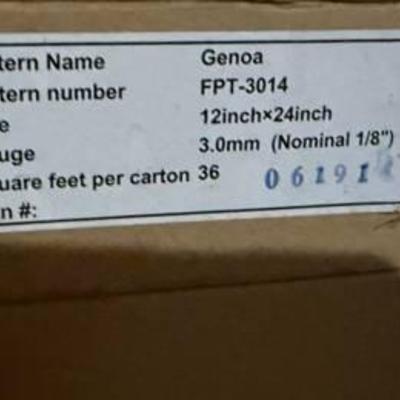 tern Name Genoa
tern number FPT-3014
e 12inch×24inch
uge 3.0mm (Nominal 1/8")
uare feet per carton 36
n #: 06191